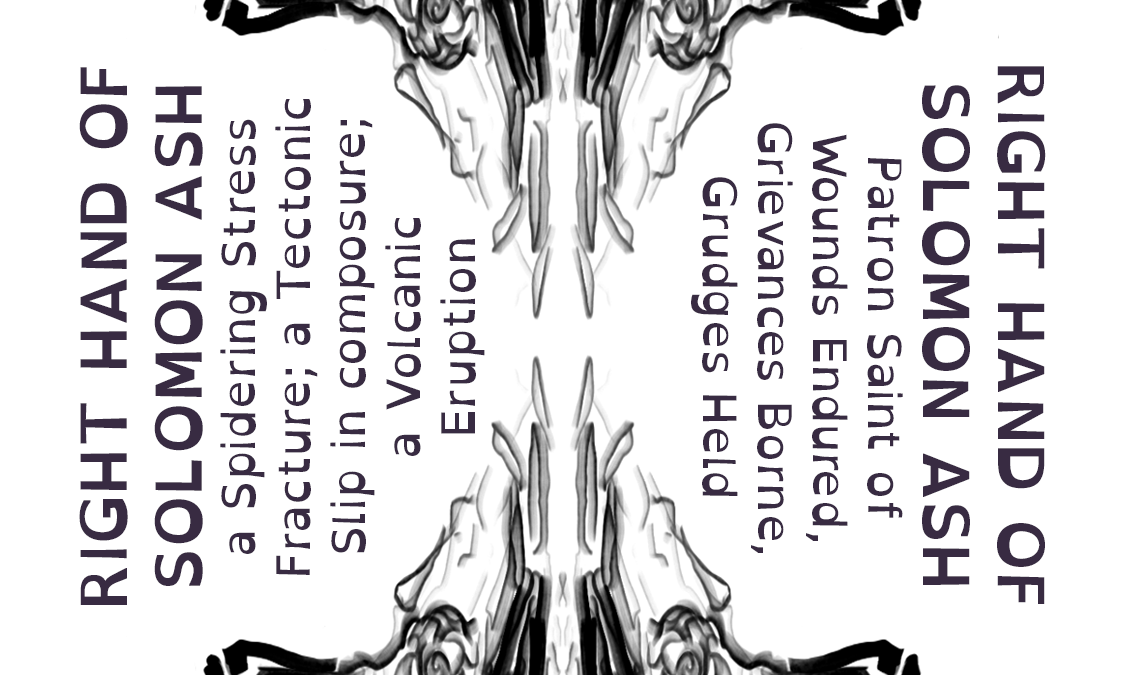 RIGHT HAND OF
SOLOMON ASH
a Spidering Stress
Fracture; a Tectonic
Slip in composure;
a Volcanic
Eruption
RIGHT HAND OF
SOLOMON ASH
Patron Saint of
Wounds Endured,
Grievances Borne,
Grudges Held